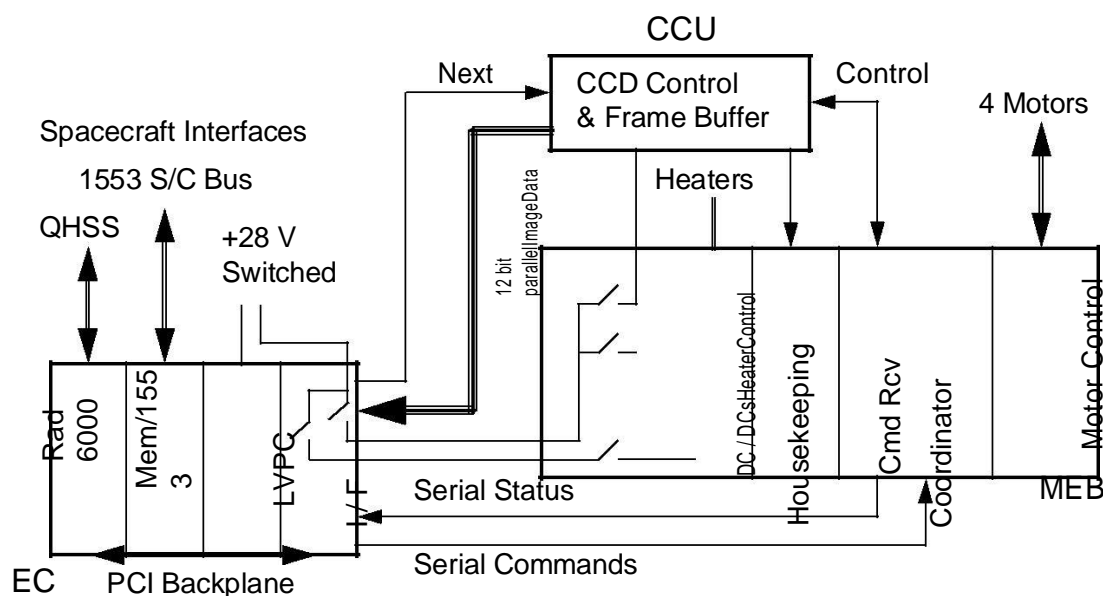 CCU
Next
CCD Control
& Frame Buffer
Control
4 Motors
Spacecraft Interfaces
1553 S/C Bus
QHSS
+28 V
Switched
Heaters
12 bit
parallelImageData
Rad
6000
Mem/155
3
LVPC
I/F
DC / DCsHeaterControl
Housekeeping
Cmd Rcv
Coordinator
Motor Control
MEB
Serial Status
Serial Commands
EC
PCI Backplane